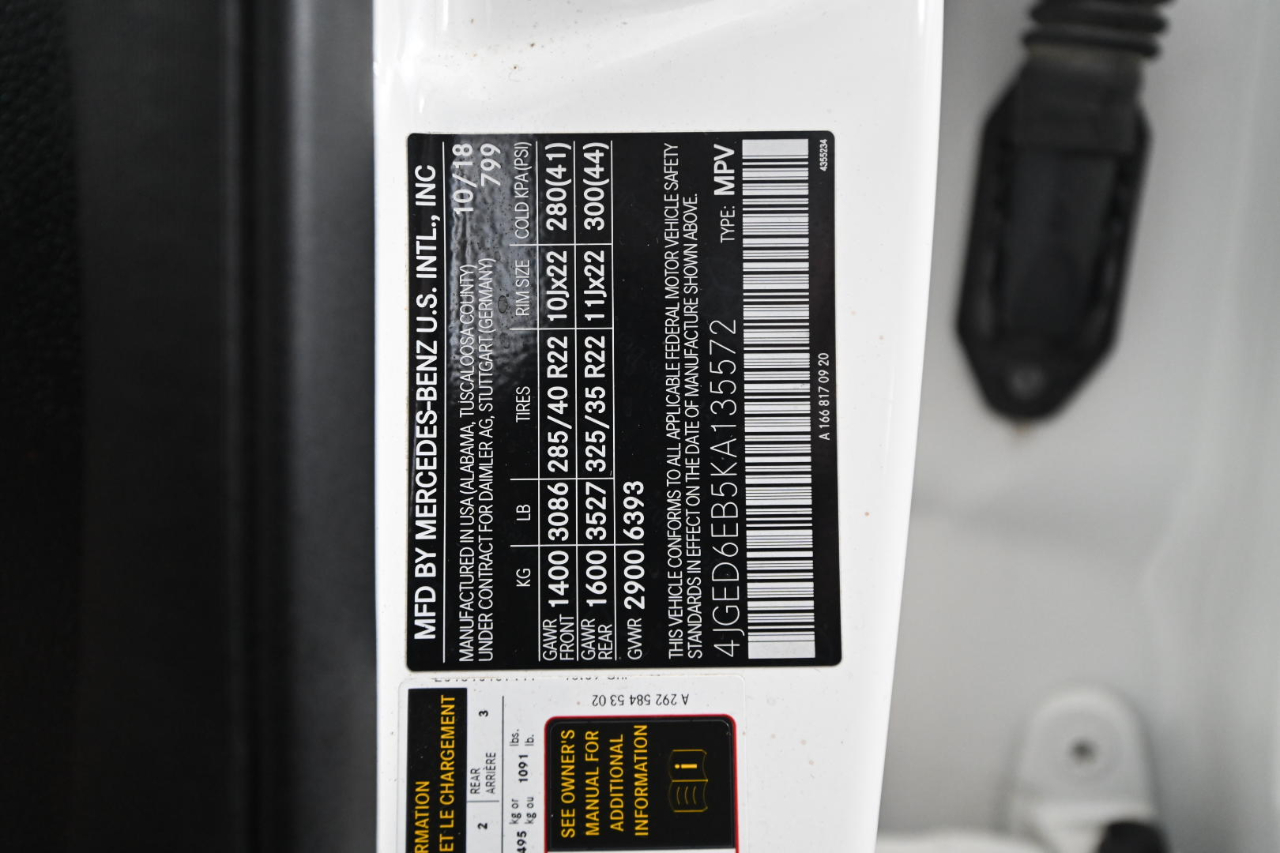 MFD BY MERCEDES-BENZ U.S. INTL., INC
MANUFACTURED IN USA (ALABAMA, TUSCALOOSA COUNTY) 10/18
UNDER CONTRACT FOR DAIMLER AG, STUTTGART (GERMANY) 799
KG LB TIRES RIM SIZE COLD KPA(PSI)
GAWR FRONT 1400 3086 285/40 R22 10Jx22 280(41)
GAWR REAR 1600 3527 325/35 R22 11Jx22 300(44)
GVWR 2900 6393
THIS VEHICLE CONFORMS TO ALL APPLICABLE FEDERAL MOTOR VEHICLE SAFETY
STANDARDS IN EFFECT ON THE DATE OF MANUFACTURE SHOWN ABOVE.
4JGED6EB5KA135572 TYPE: MPV
A 166 817 09 20 4355234
RMATION
ET LE CHARGEMENT
2 REAR 3
ARRIÈRE
495 kg or 1091 lbs.
kg ou lb.
A 292 584 53 02
SEE OWNER'S
MANUAL FOR
ADDITIONAL
INFORMATION